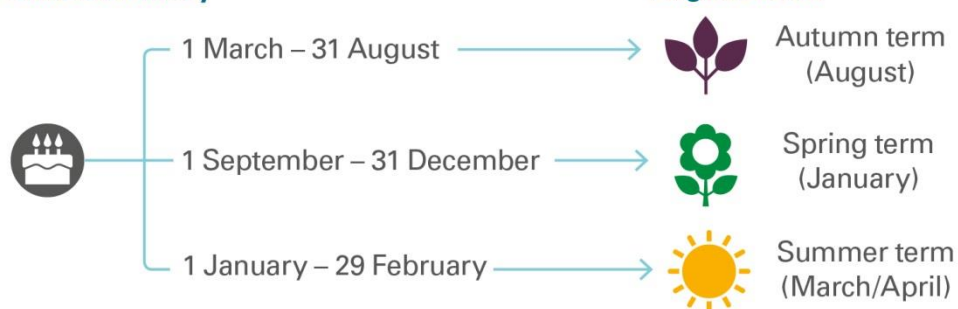 1 March – 31 August
Autumn term
(August)
1 September – 31 December
Spring term
(January)
1 January – 29 February
Summer term
(March/April)